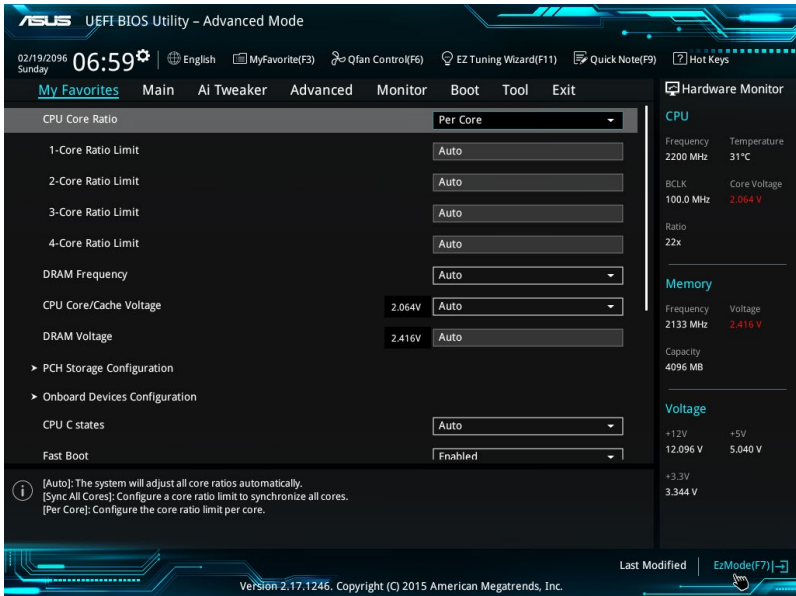 ASUS UEFI BIOS Utility – Advanced Mode
02/19/2096
Sunday
06:59
English
MyFavorite(F3)
Qfan Control(F6)
EZ Tuning Wizard(F11)
Quick Note(F9)
? Hot Keys
My Favorites Main Ai Tweaker Advanced Monitor Boot Tool Exit
CPU Core Ratio Per Core
1-Core Ratio Limit Auto
2-Core Ratio Limit Auto
3-Core Ratio Limit Auto
4-Core Ratio Limit Auto
DRAM Frequency Auto
CPU Core/Cache Voltage 2.064V Auto
DRAM Voltage 2.416V Auto
> PCH Storage Configuration
> Onboard Devices Configuration
CPU C states Auto
Fast Boot Enabled
Hardware Monitor
CPU
Frequency Temperature
2200 MHz 31°C
BCLK Core Voltage
100.0 MHz 2.064 V
Ratio
22x
Memory
Frequency Voltage
2133 MHz 2.416 V
Capacity
4096 MB
Voltage
+12V +5V
12.096 V 5.040 V
+3.3V
3.344 V
[Auto]: The system will adjust all core ratios automatically.
[Sync All Cores]: Configure a core ratio limit to synchronize all cores.
[Per Core]: Configure the core ratio limit per core.
Last Modified
EzMode(F7)
Version 2.17.1246. Copyright (C) 2015 American Megatrends, Inc.